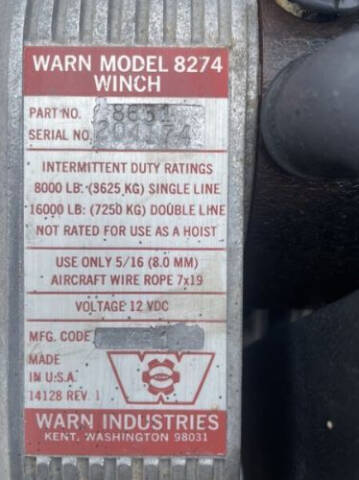 WARN MODEL 8274
WINCH
PART NO. 8631
SERIAL NO. 204174
INTERMITTENT DUTY RATINGS
8000 LB: (3625 KG) SINGLE LINE
16000 LB: (7250 KG) DOUBLE LINE
NOT RATED FOR USE AS A HOIST
USE ONLY 5/16 (8.0 MM)
AIRCRAFT WIRE ROPE 7x19
VOLTAGE 12 VDC
MFG. CODE
MADE
IN U.S.A.
14128 REV. 1
WARN INDUSTRIES
KENT, WASHINGTON 98031